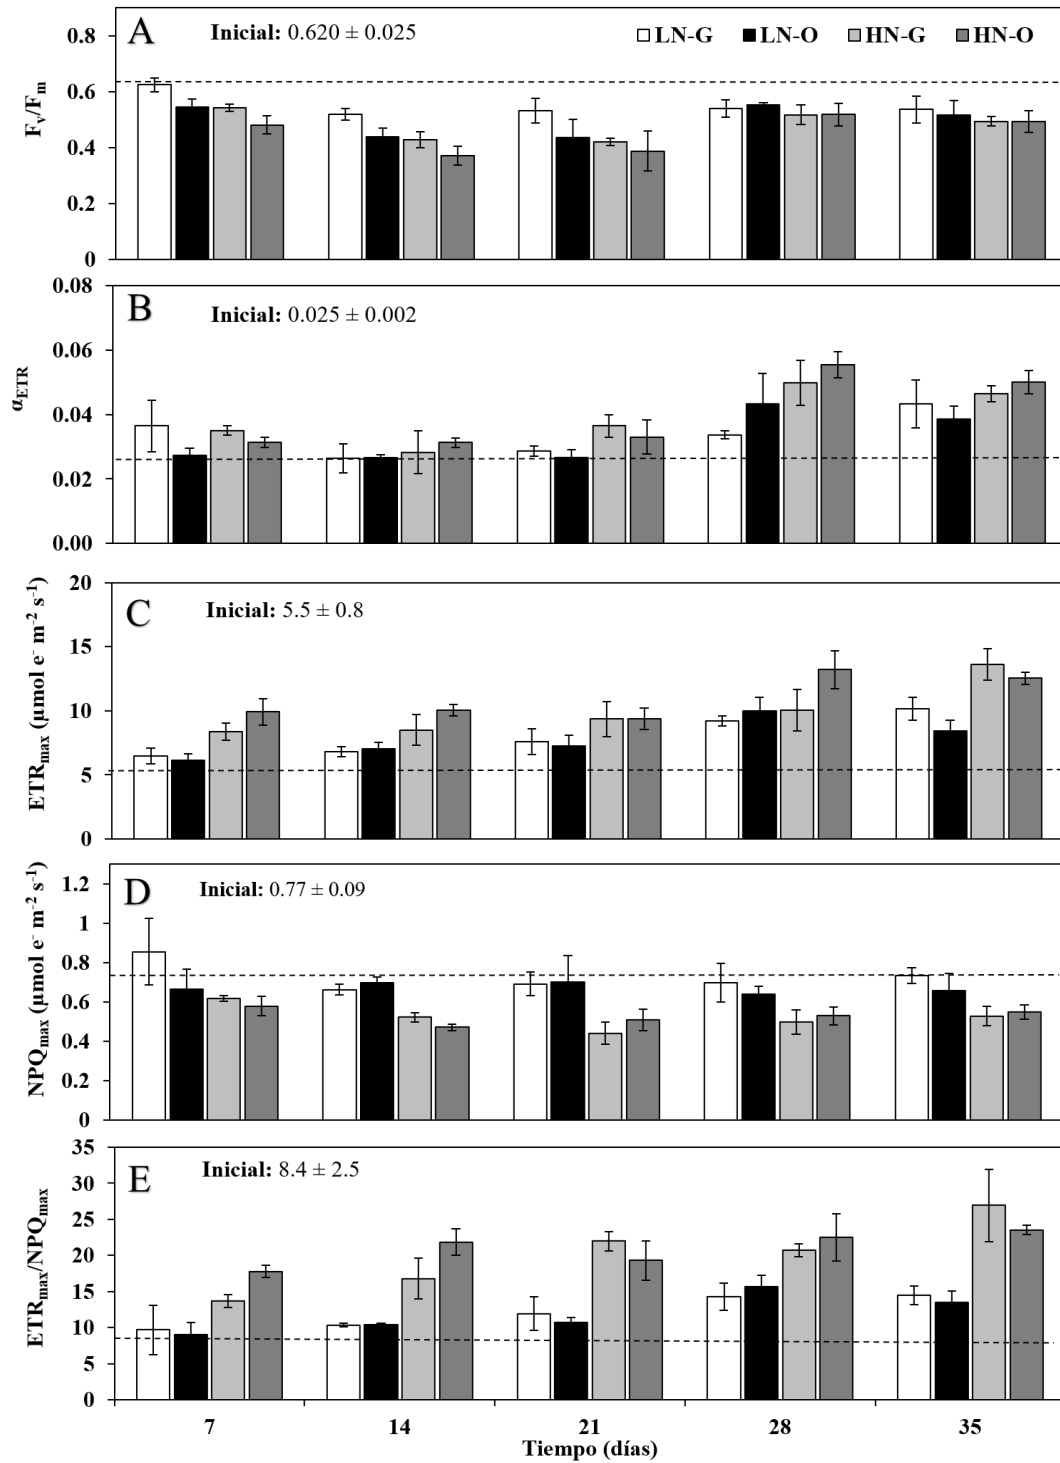 A
Inicial: 0.620 ± 0.025
LN-G LN-O HN-G HN-O
0.8
0.6
0.4
0.2
0
Fv/Fm
B
Inicial: 0.025 ± 0.002
0.08
0.06
0.04
0.02
0.00
αETR
C
Inicial: 5.5 ± 0.8
20
15
10
5
0
ETRmax (µmol e- m-2 s-1)
D
Inicial: 0.77 ± 0.09
1.2
1
0.8
0.6
0.4
0.2
0
NPQmax (µmol e- m-2 s-1)
E
Inicial: 8.4 ± 2.5
35
30
25
20
15
10
5
0
ETRmax/NPQmax
7 14 21 28 35
Tiempo (días)